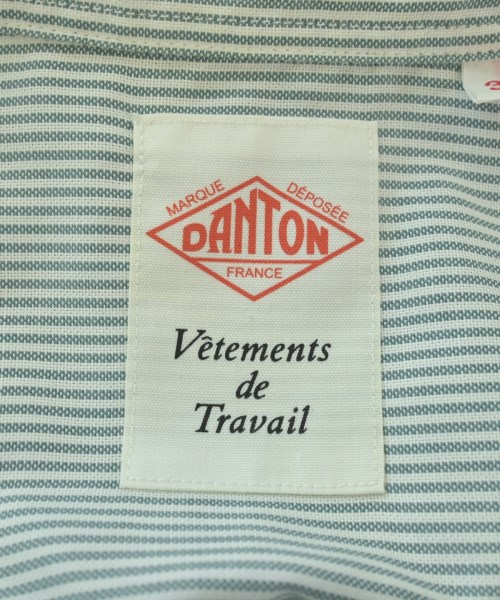 MARQUE DÉPOSÉE
DANTON
FRANCE
Vêtements
de
Travail